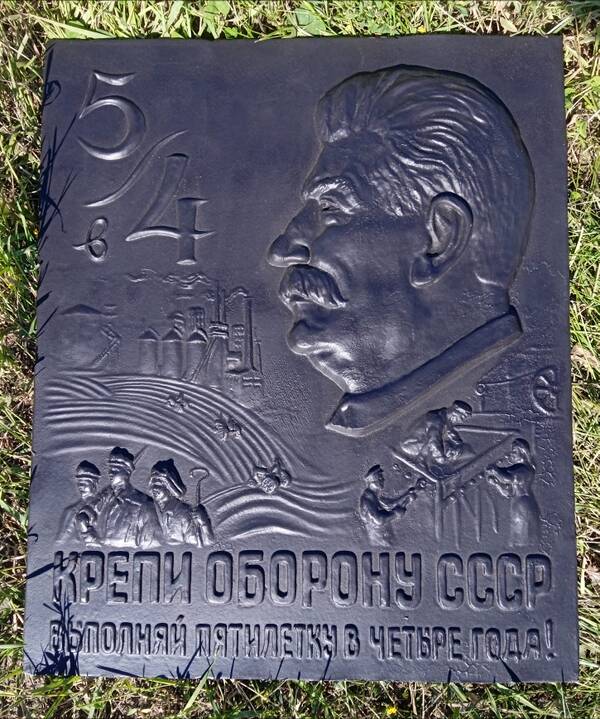 5
в 4
КРЕПИ ОБОРОНУ СССР
ВЫПОЛНЯЙ ПЯТИЛЕТКУ В ЧЕТЫРЕ ГОДА!